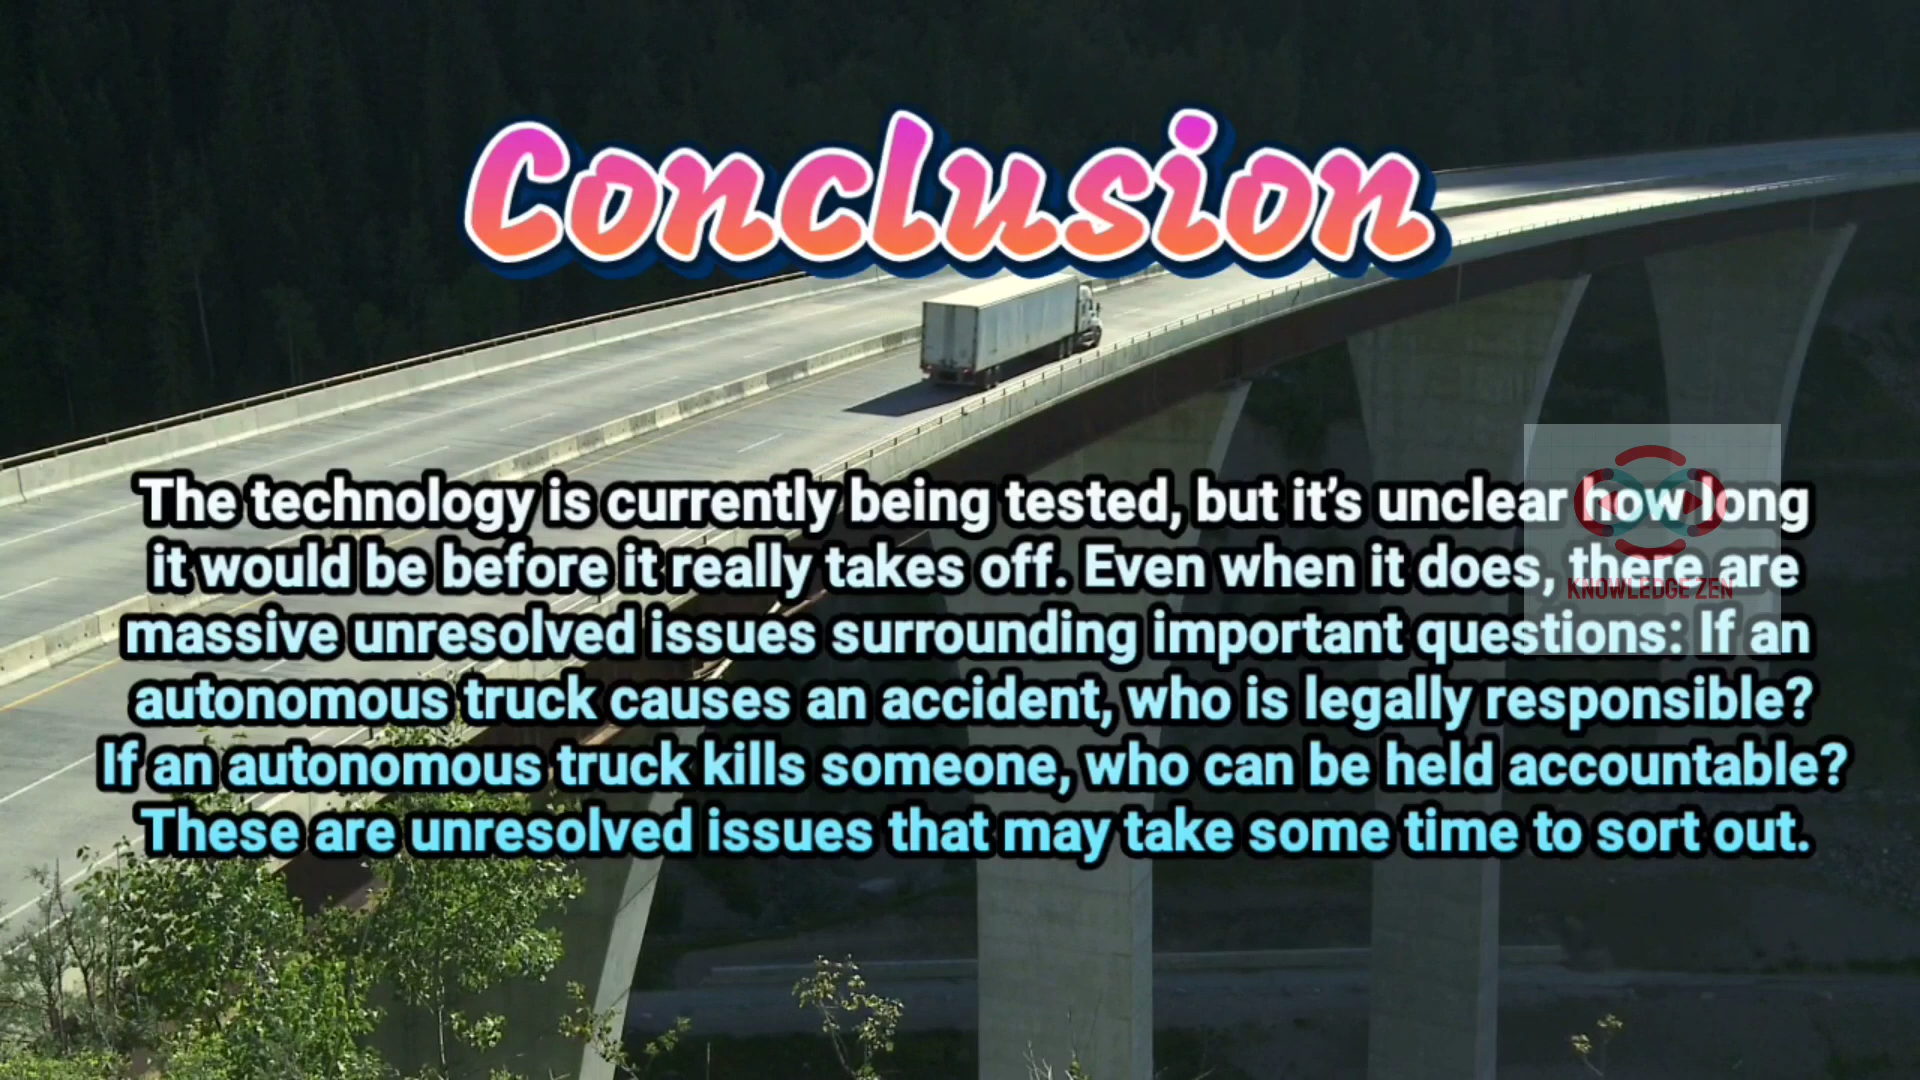 Conclusion
The technology is currently being tested, but it’s unclear how long
it would be before it really takes off. Even when it does, there are
massive unresolved issues surrounding important questions: If an
autonomous truck causes an accident, who is legally responsible?
If an autonomous truck kills someone, who can be held accountable?
These are unresolved issues that may take some time to sort out.
KNOWLEDGE ZEN